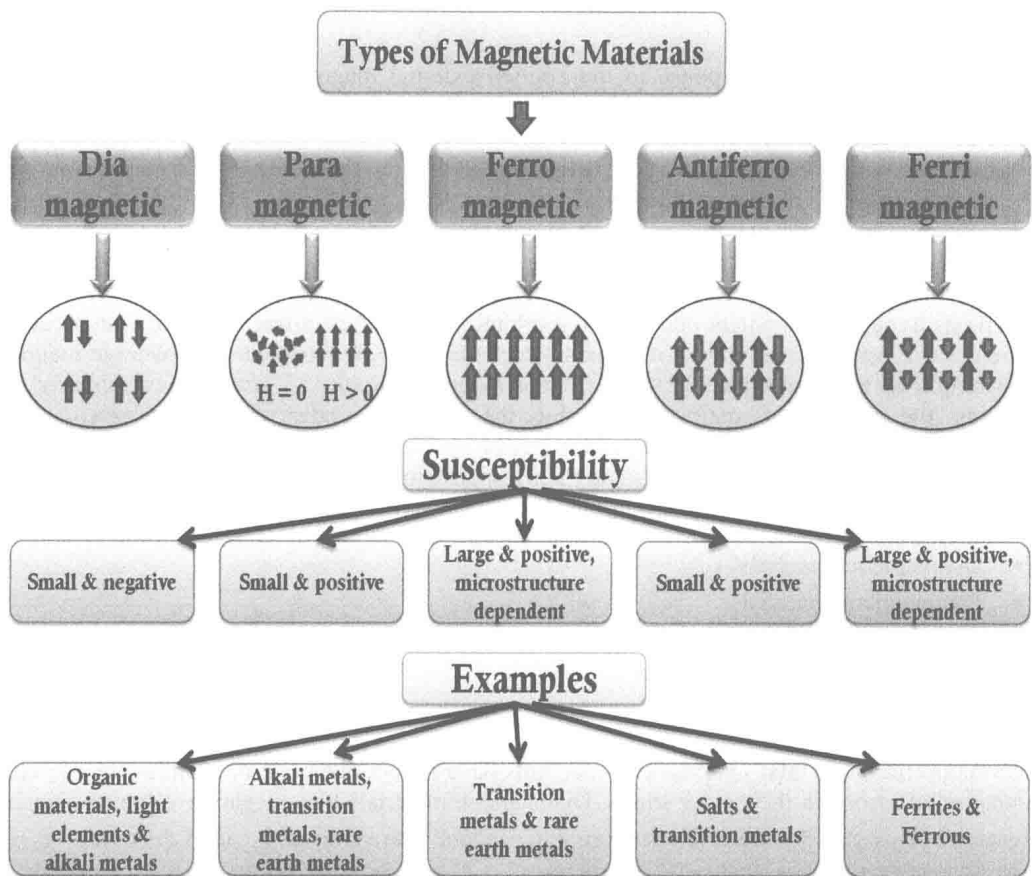 Types of Magnetic Materials
Dia
magnetic
Para
magnetic
Ferro
magnetic
Antiferro
magnetic
Ferri
magnetic
H = 0 H > 0
Susceptibility
Small & negative
Small & positive
Large & positive,
microstructure
dependent
Small & positive
Large & positive,
microstructure
dependent
Examples
Organic
materials, light
elements &
alkali metals
Alkali metals,
transition
metals, rare
earth metals
Transition
metals & rare
earth metals
Salts &
transition metals
Ferrites &
Ferrous